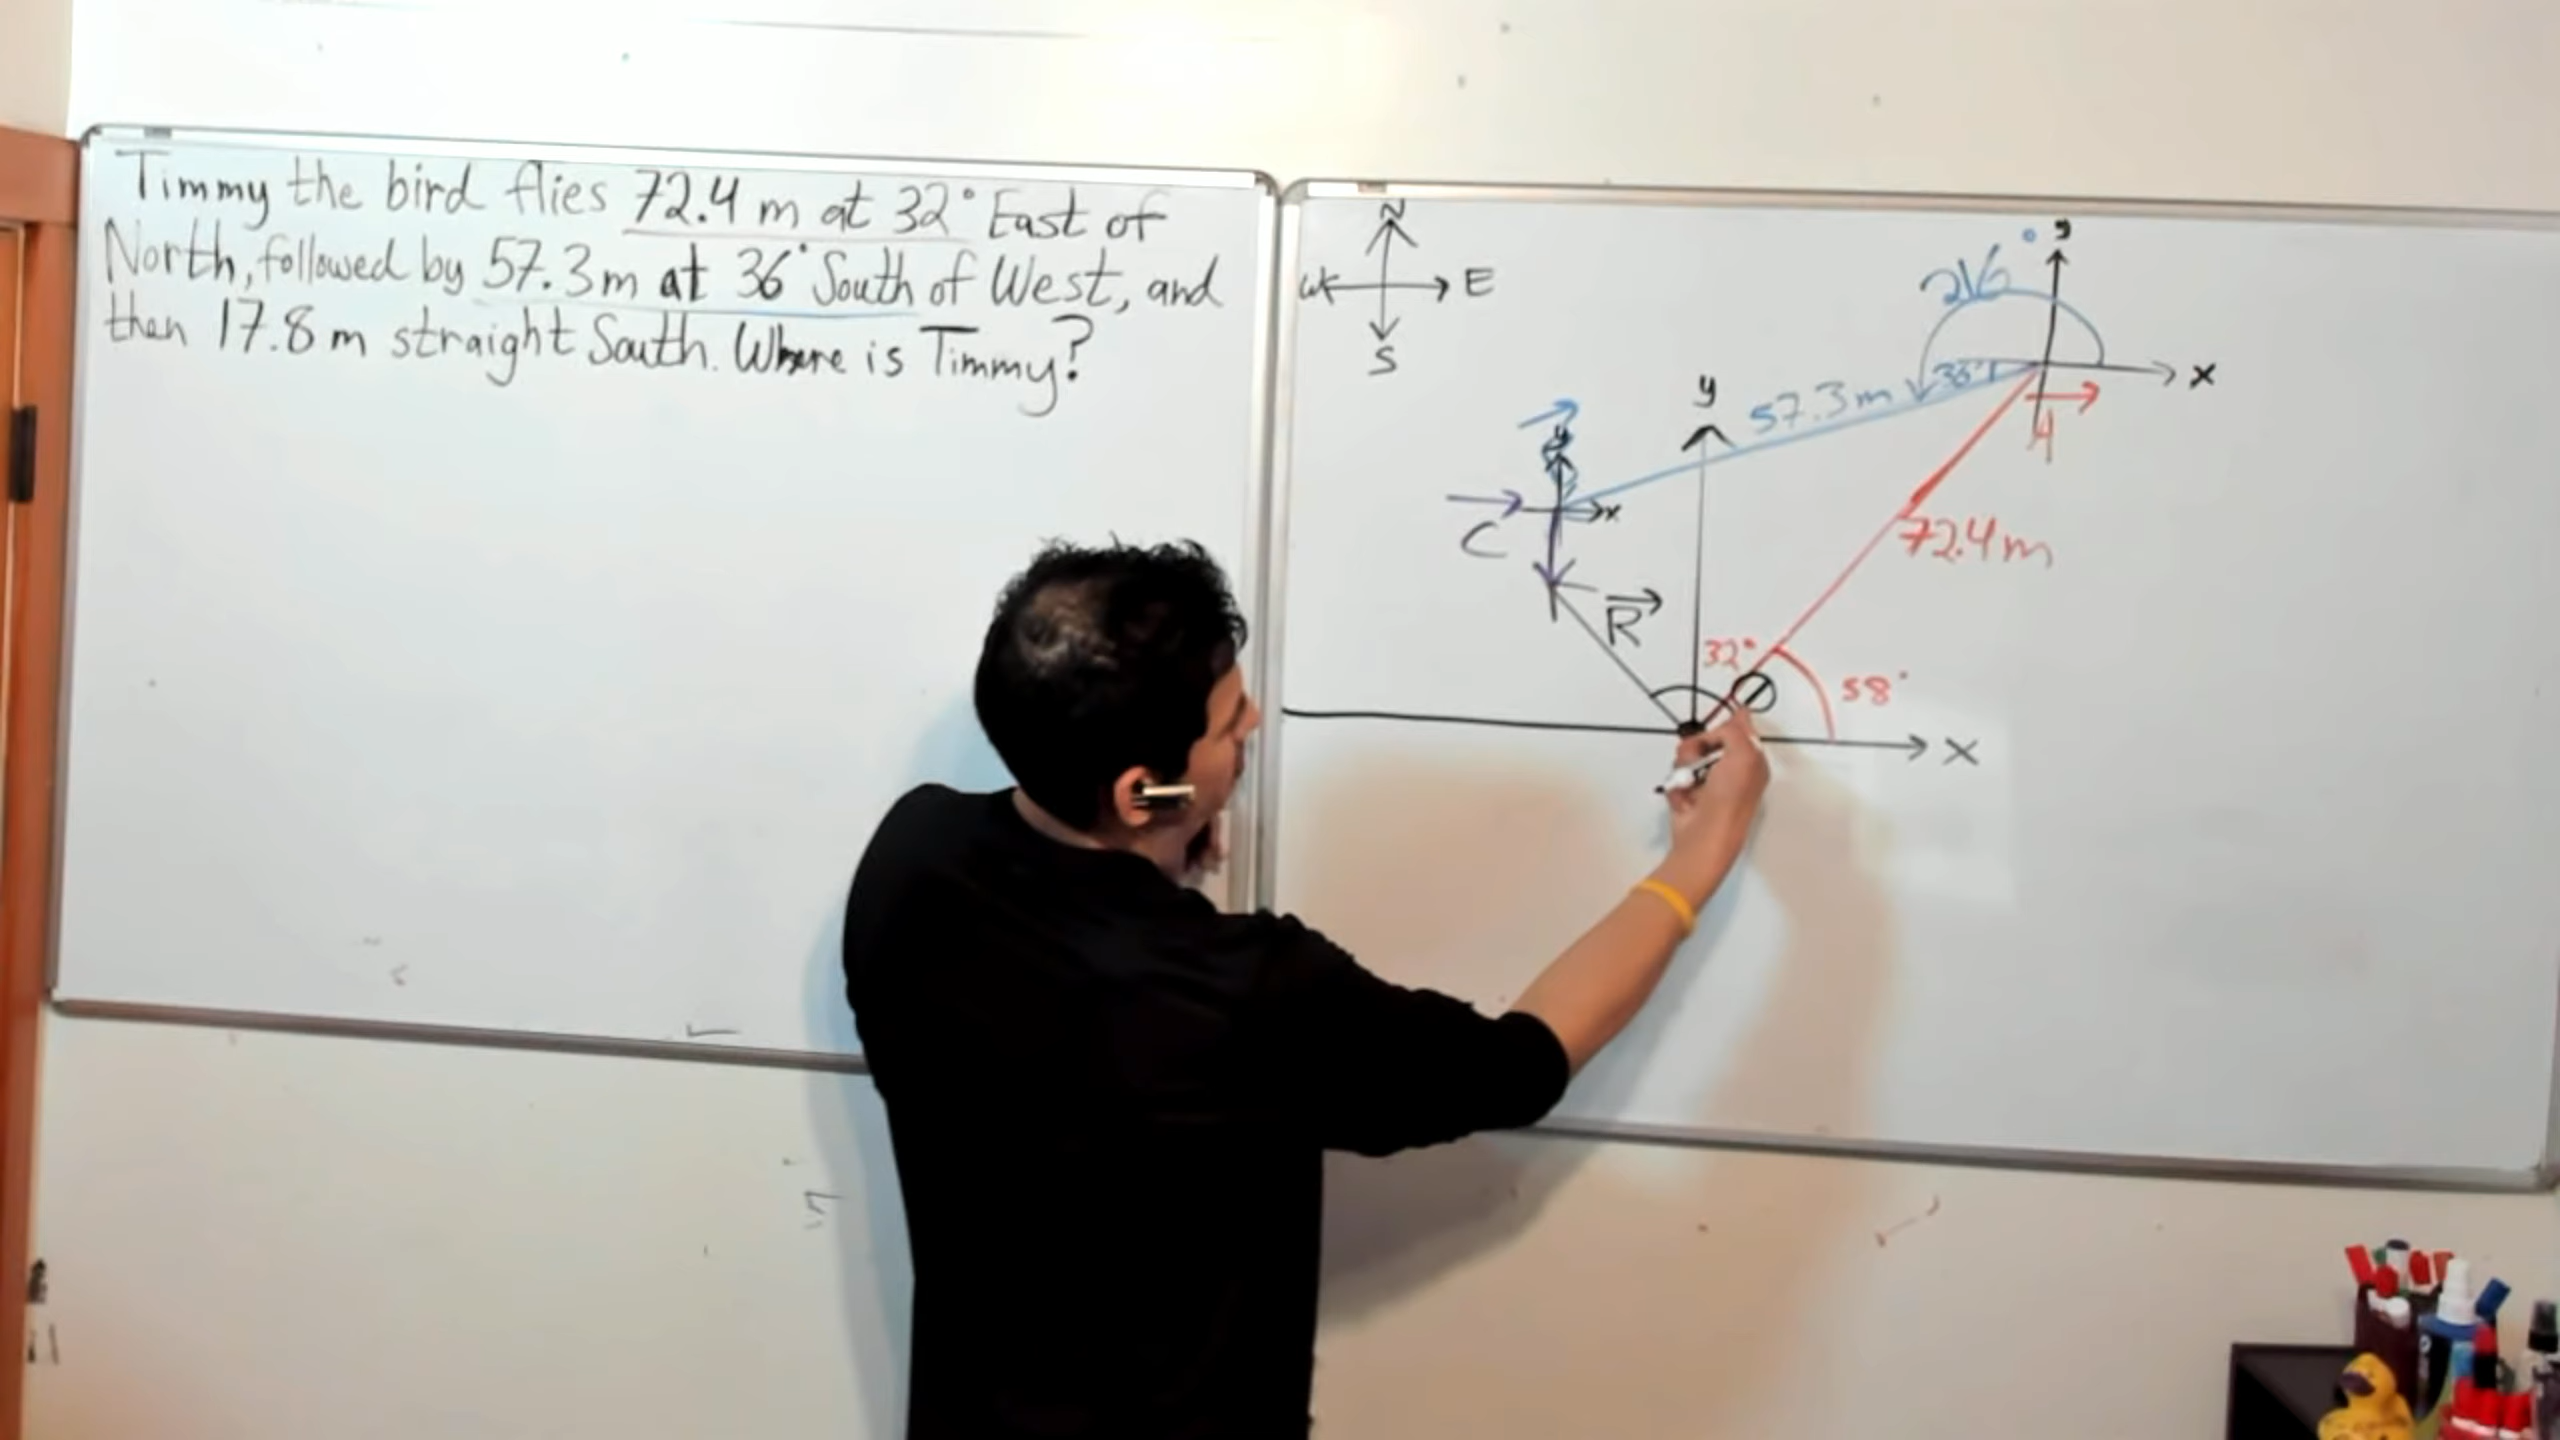 Timmy the bird flies 72.4 m at 32° East of
North, followed by 57.3m at 36° South of West, and
then 17.8 m straight South. Where is Timmy?
N
W E
S
216°
y
x
36°
57.3m
A
y
y
x
C
72.4m
R
32°
θ
58°
x